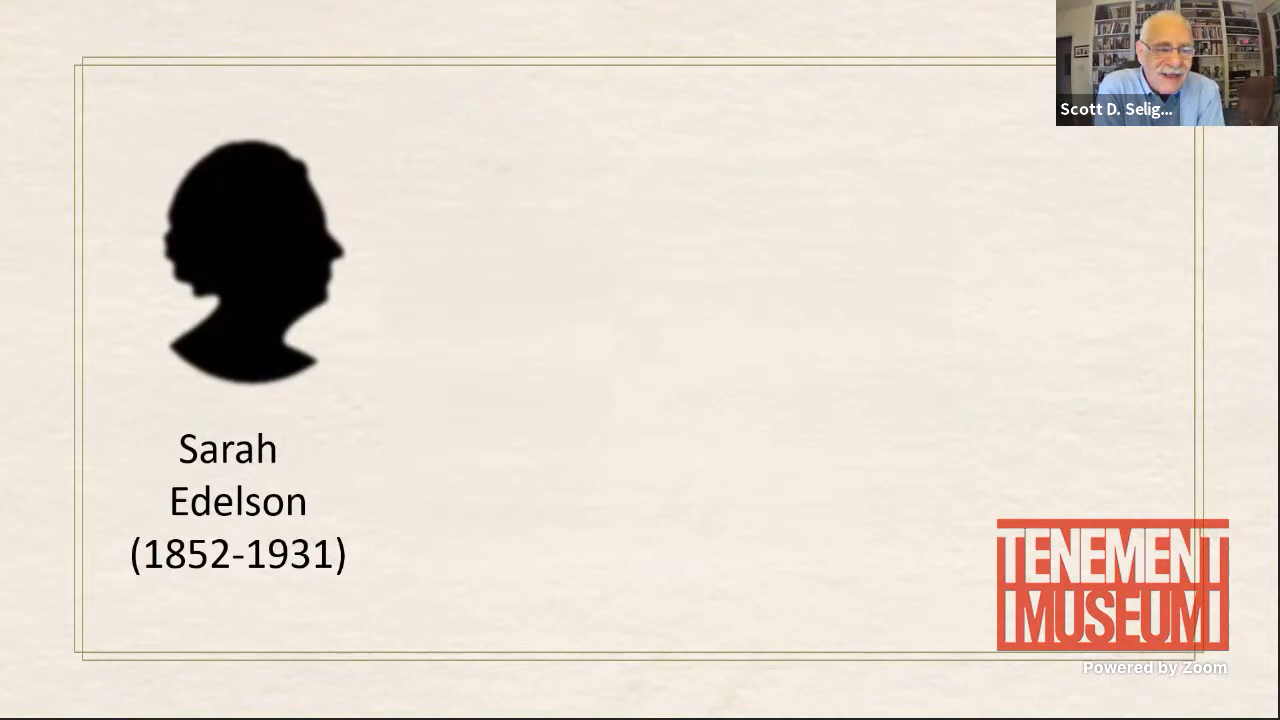 Scott D. Selig...
Sarah
Edelson
(1852-1931)
TENEMENT
MUSEUM
Powered by Zoom